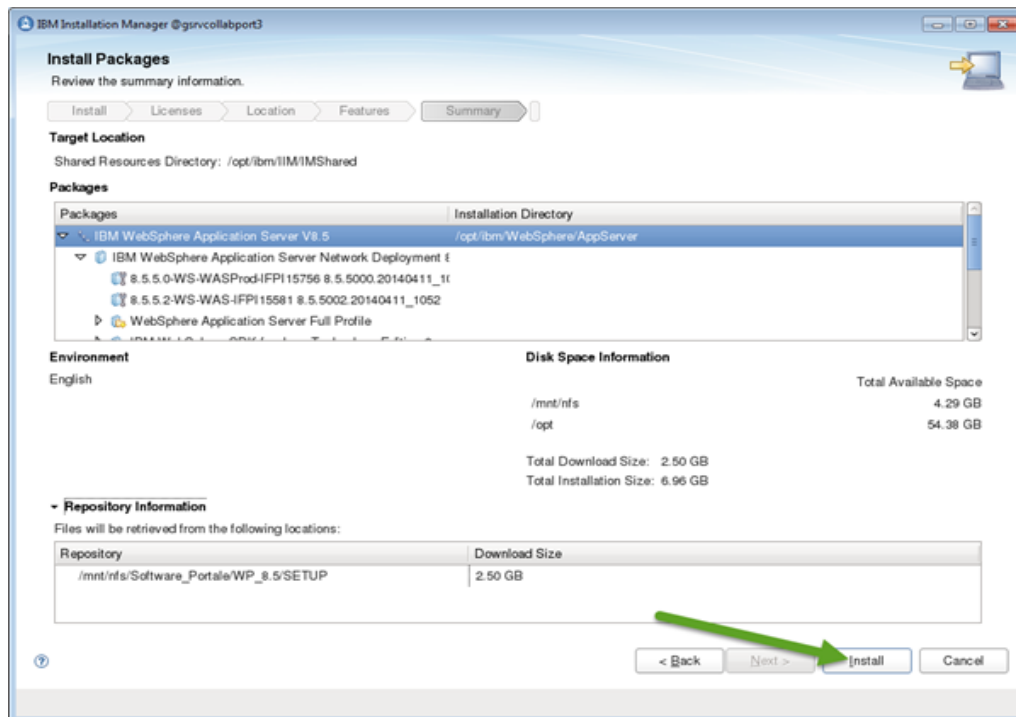 IBM Installation Manager @gsrvcollabport3
Install Packages
Review the summary information.
Install Licenses Location Features Summary
Target Location
Shared Resources Directory: /opt/ibm/IIM/IMShared
Packages
Packages Installation Directory
IBM WebSphere Application Server V8.5 /opt/ibm/WebSphere/AppServer
IBM WebSphere Application Server Network Deployment 8
8.5.5.0-WS-WASProd-IFPI15756 8.5.5000.20140411_10
8.5.5.2-WS-WAS-IFPI15581 8.5.5002.20140411_1052
WebSphere Application Server Full Profile
Environment Disk Space Information
English Total Available Space
/mnt/nfs 4.29 GB
/opt 54.38 GB
Total Download Size: 2.50 GB
Total Installation Size: 6.96 GB
Repository Information
Files will be retrieved from the following locations:
Repository Download Size
/mnt/nfs/Software_Portale/WP_8.5/SETUP 2.50 GB
< Back Next > Install Cancel